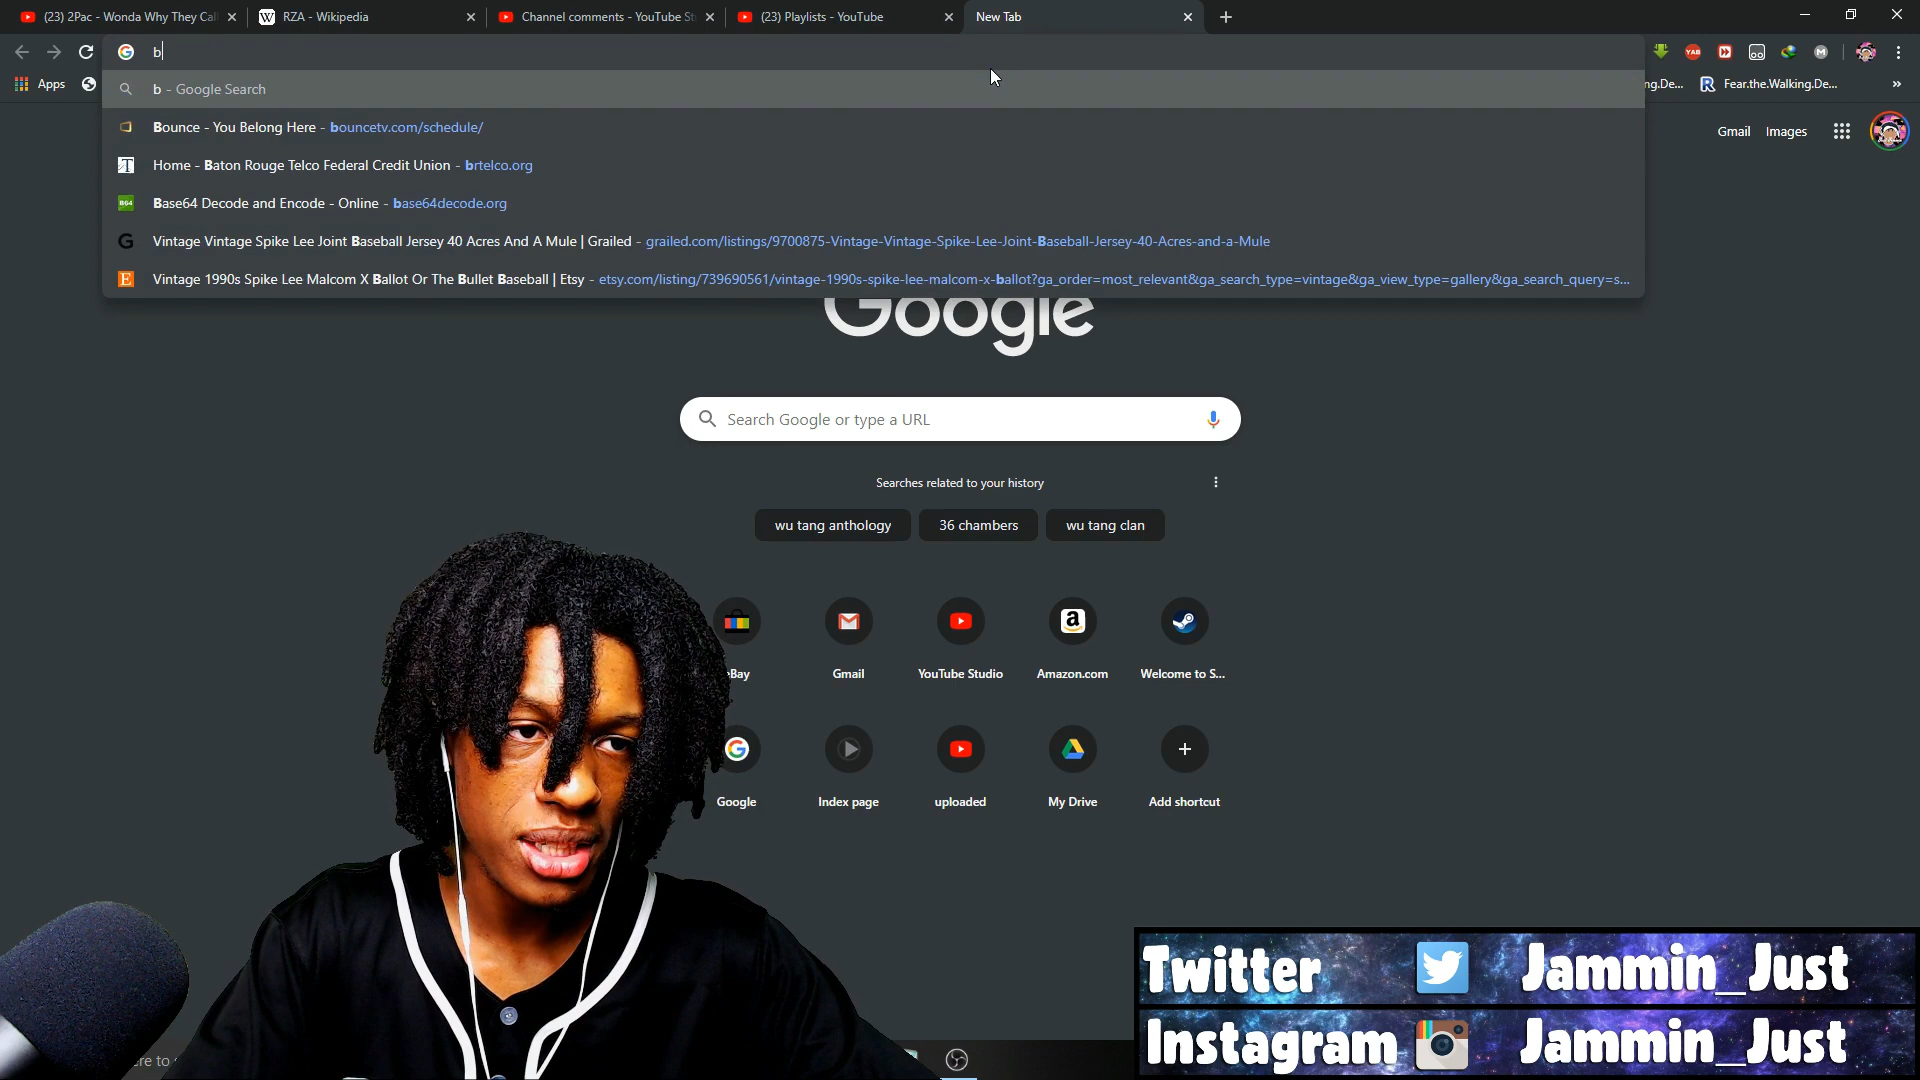 (23) 2Pac - Wonda Why They Cal
RZA - Wikipedia
Channel comments - YouTube St
(23) Playlists - YouTube
New Tab
b
Apps
b - Google Search
ng.De...
Fear.the.Walking.De...
Bounce - You Belong Here - bouncetv.com/schedule/
Gmail
Images
Home - Baton Rouge Telco Federal Credit Union - brtelco.org
B64
Base64 Decode and Encode - Online - base64decode.org
Vintage Vintage Spike Lee Joint Baseball Jersey 40 Acres And A Mule | Grailed - grailed.com/listings/9700875-Vintage-Vintage-Spike-Lee-Joint-Baseball-Jersey-40-Acres-and-a-Mule
Vintage 1990s Spike Lee Malcom X Ballot Or The Bullet Baseball | Etsy - etsy.com/listing/739690561/vintage-1990s-spike-lee-malcom-x-ballot?ga_order=most_relevant&ga_search_type=vintage&ga_view_type=gallery&ga_search_query=s...
Google
Search Google or type a URL
Searches related to your history
wu tang anthology
36 chambers
wu tang clan
eBay
Gmail
YouTube Studio
Amazon.com
Welcome to S...
Google
Index page
uploaded
My Drive
Add shortcut
Twitter
Jammin_Just
Instagram
Jammin_Just
ere to s